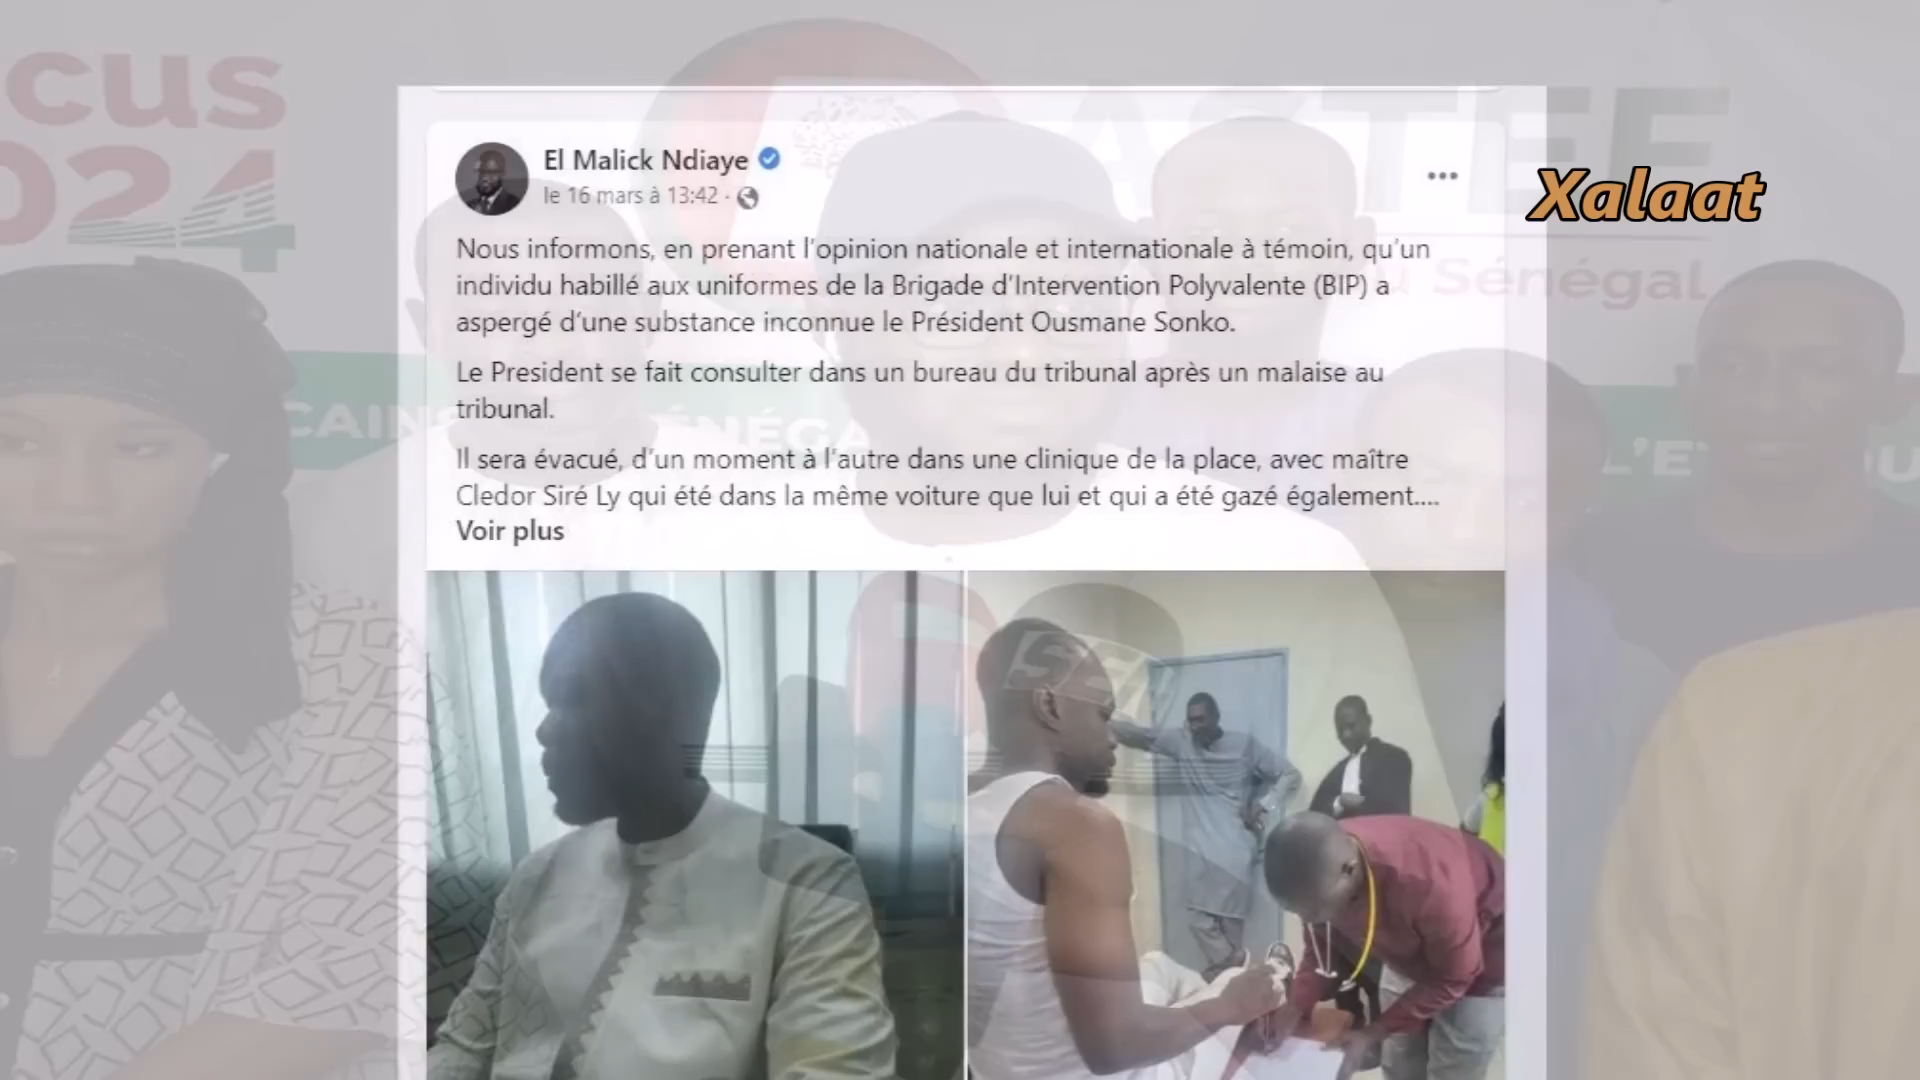 cus
024
El Malick Ndiaye
le 16 mars à 13:42 ·
Xalaat
Nous informons, en prenant l'opinion nationale et internationale à témoin, qu'un
individu habillé aux uniformes de la Brigade d'Intervention Polyvalente (BIP) a
aspergé d'une substance inconnue le Président Ousmane Sonko.
Le President se fait consulter dans un bureau du tribunal après un malaise au
tribunal.
Il sera évacué, d'un moment à l'autre dans une clinique de la place, avec maître
Cledor Siré Ly qui été dans la même voiture que lui et qui a été gazé également....
Voir plus
Sénégal